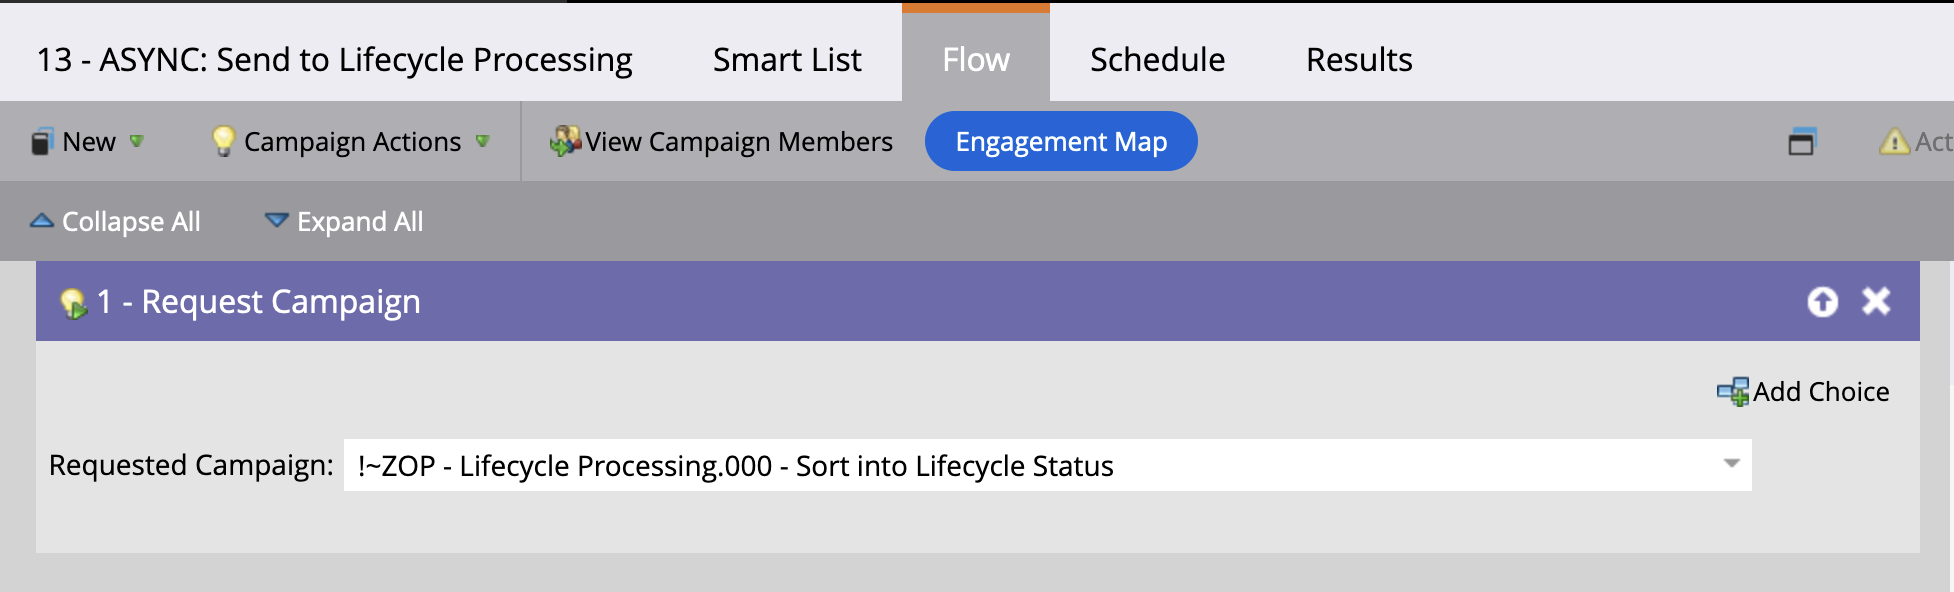 13 - ASYNC: Send to Lifecycle Processing Smart List Flow Schedule Results
New Campaign Actions View Campaign Members Engagement Map Act
Collapse All Expand All
1 - Request Campaign
Add Choice
Requested Campaign: !~ZOP - Lifecycle Processing.000 - Sort into Lifecycle Status